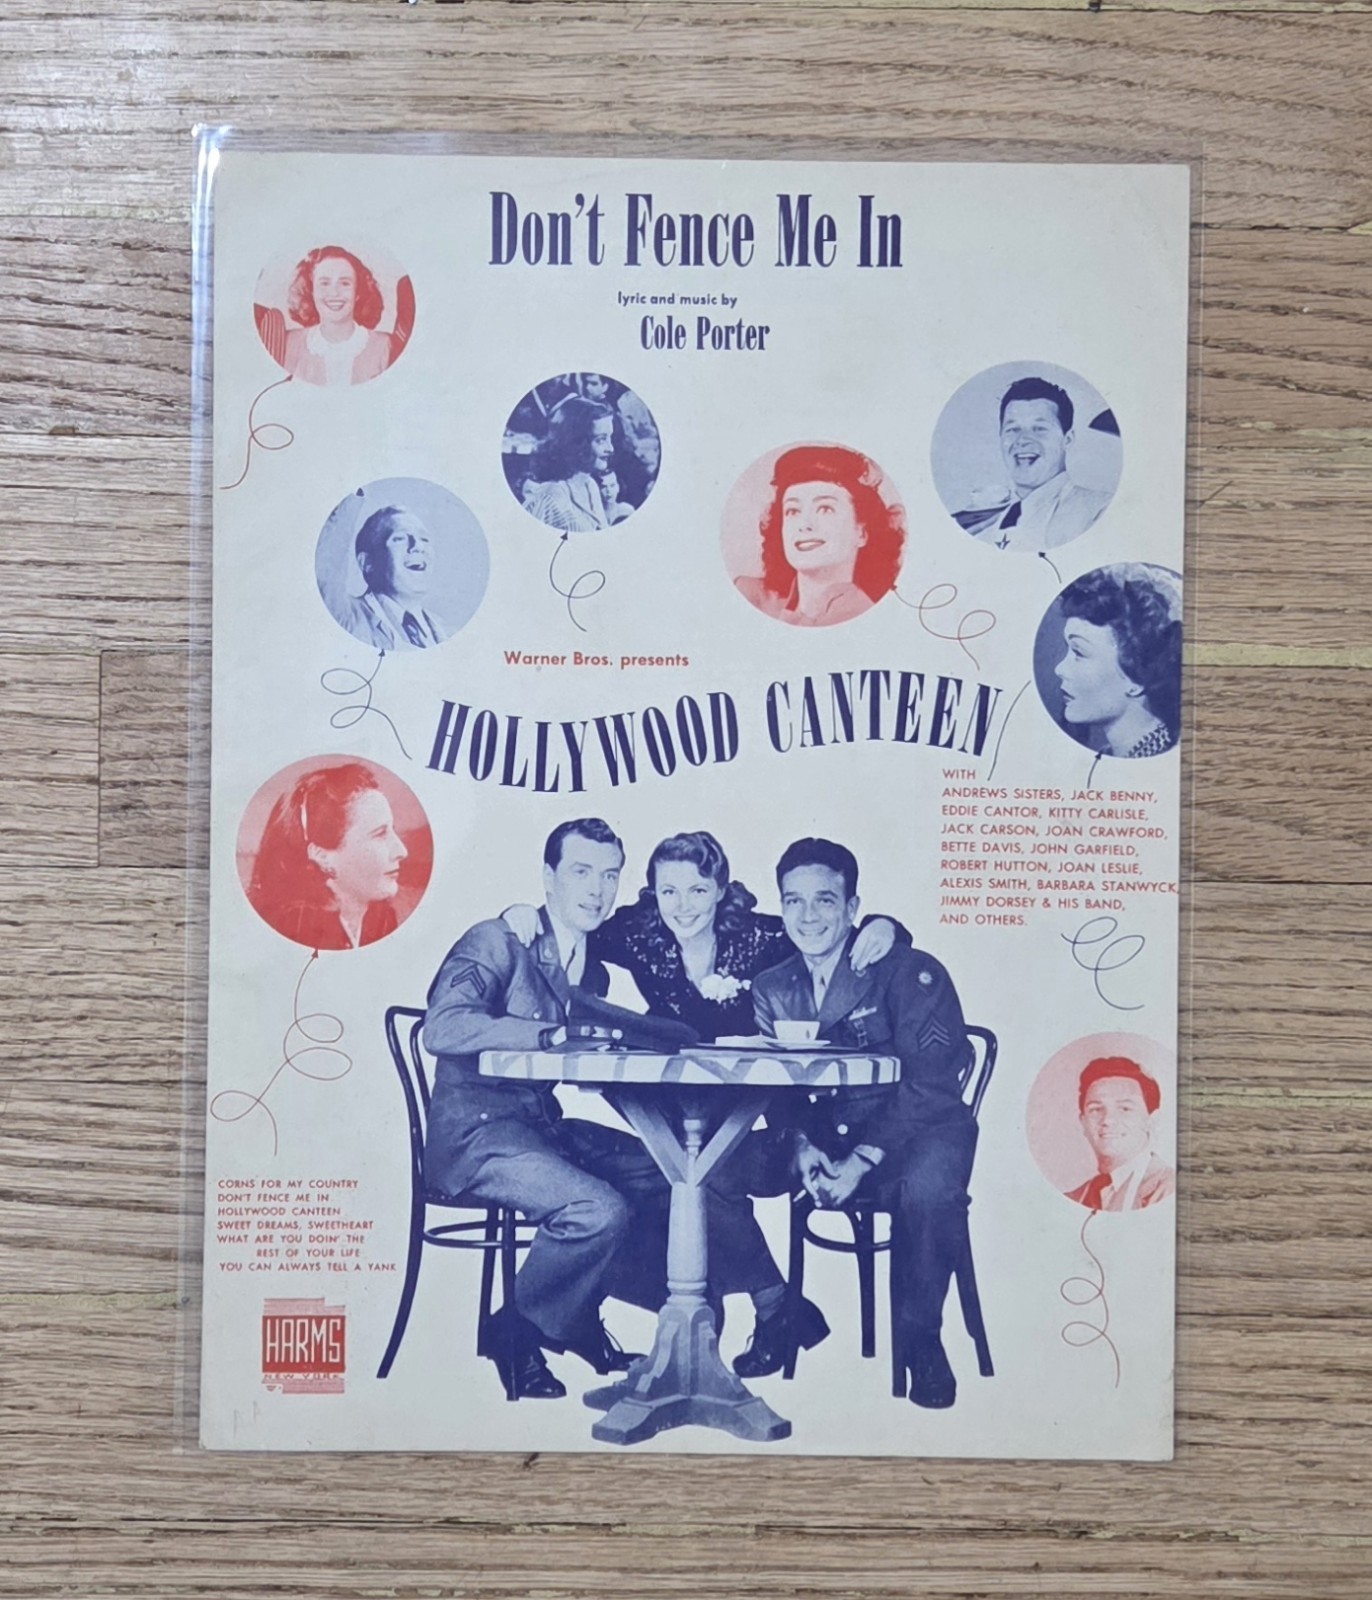 Don't Fence Me In
lyric and music by
Cole Porter
Warner Bros. presents
HOLLYWOOD CANTEEN
WITH
ANDREWS SISTERS, JACK BENNY,
EDDIE CANTOR, KITTY CARLISLE,
JACK CARSON, JOAN CRAWFORD,
BETTE DAVIS, JOHN GARFIELD,
ROBERT HUTTON, JOAN LESLIE,
ALEXIS SMITH, BARBARA STANWYCK,
JIMMY DORSEY & HIS BAND,
AND OTHERS.
CORNS FOR MY COUNTRY
DON'T FENCE ME IN
HOLLYWOOD CANTEEN
SWEET DREAMS, SWEETHEART
WHAT ARE YOU DOIN' THE
REST OF YOUR LIFE
YOU CAN ALWAYS TELL A YANK
HARMS
NEW YORK